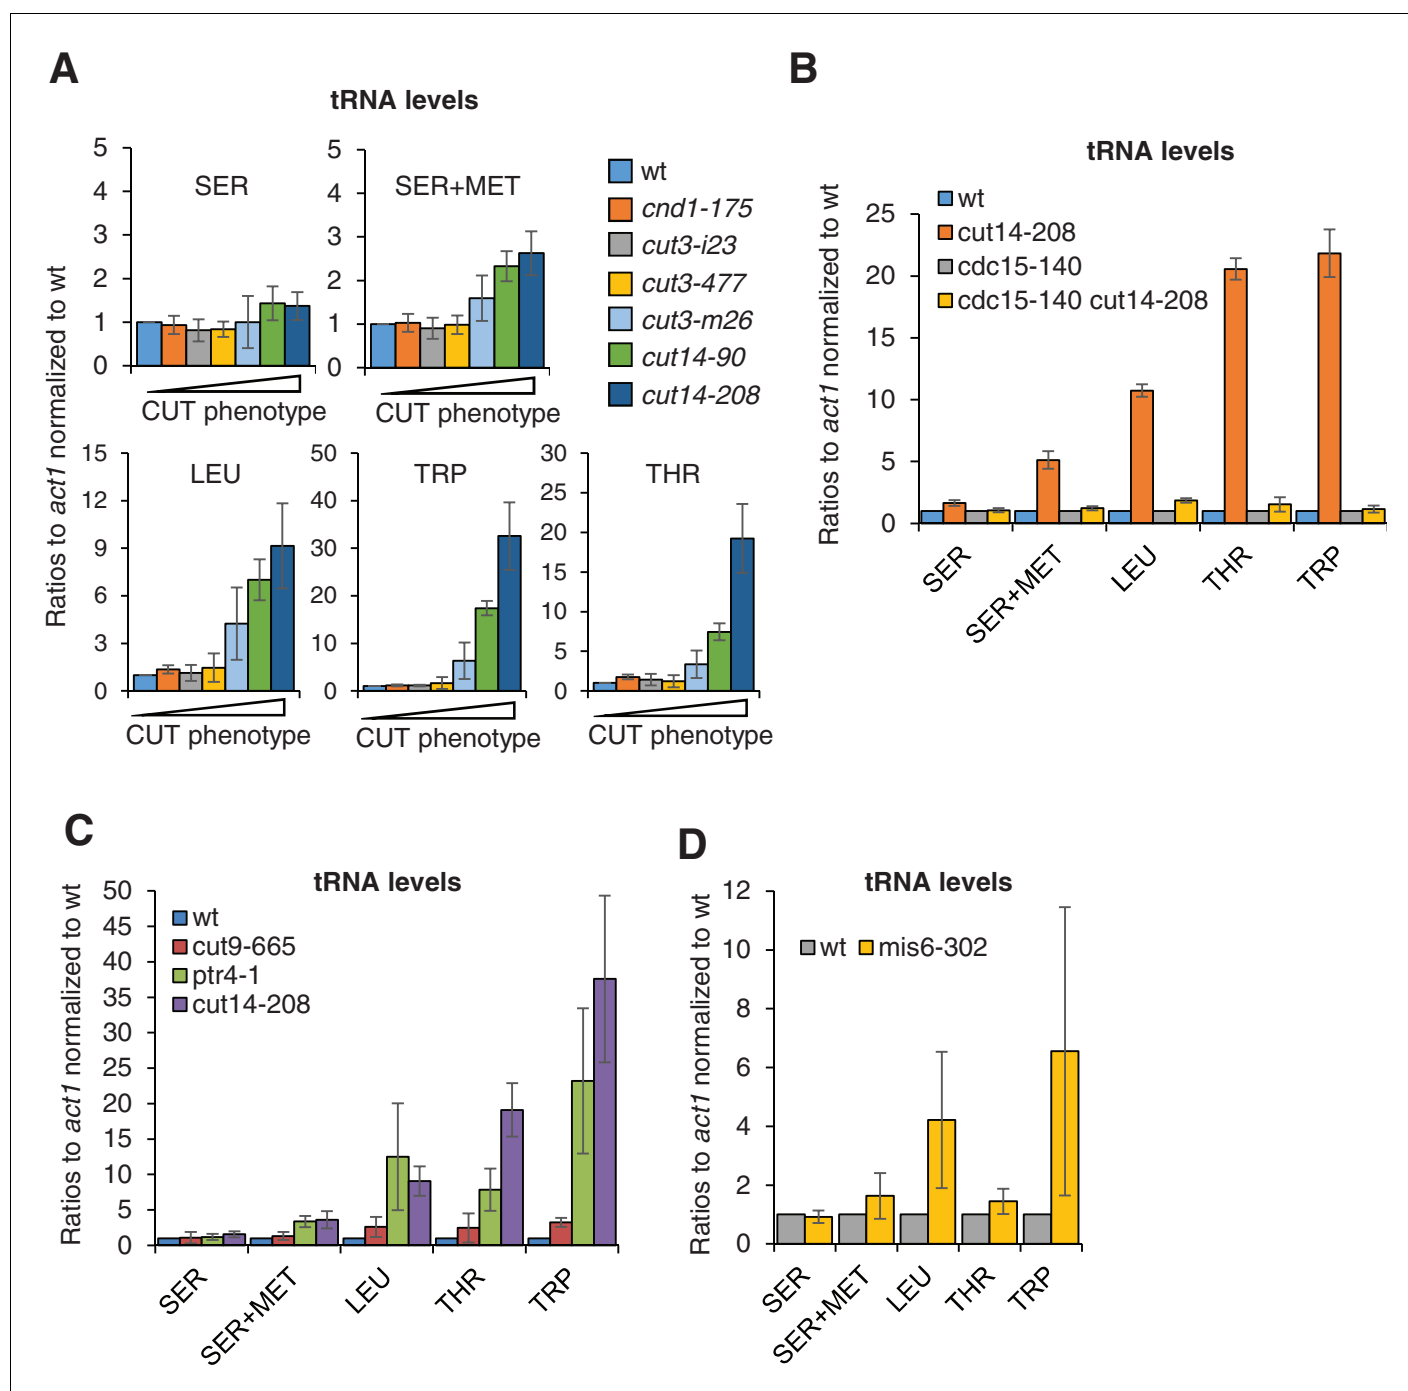 A
tRNA levels
Ratios to act1 normalized to wt
5
4
3
2
1
0
SER
CUT phenotype
5
4
3
2
1
0
SER+MET
CUT phenotype
wt
cnd1-175
cut3-i23
cut3-477
cut3-m26
cut14-90
cut14-208
15
12
9
6
3
0
LEU
CUT phenotype
50
40
30
20
10
0
TRP
CUT phenotype
30
25
20
15
10
5
0
THR
CUT phenotype
B
tRNA levels
Ratios to act1 normalized to wt
wt
cut14-208
cdc15-140
cdc15-140 cut14-208
25
20
15
10
5
0
SER
SER+MET
LEU
THR
TRP
C
tRNA levels
Ratios to act1 normalized to wt
50
45
40
35
30
25
20
15
10
5
0
wt
cut9-665
ptr4-1
cut14-208
SER
SER+MET
LEU
THR
TRP
D
tRNA levels
Ratios to act1 normalized to wt
12
10
8
6
4
2
0
wt mis6-302
SER
SER+MET
LEU
THR
TRP